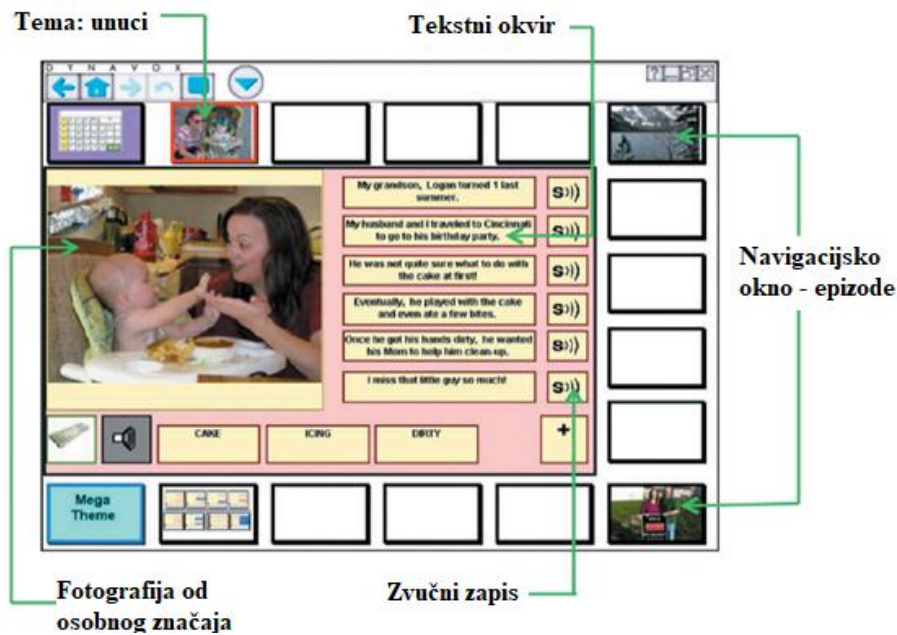 Tema: unuci
Tekstni okvir
DYNAVOX
My grandson, Logan turned 1 last
summer.
S
My husband and I traveled to Cincinnati
to go to his birthday party.
S
He was not quite sure what to do with
the cake at first!
S
Eventually, he played with the cake
and even ate a few bites.
S
Once he got his hands dirty, he wanted
his Mom to help him clean-up.
S
I miss that little guy so much!
S
Navigacijsko
okno - epizode
CAKE
ICING
DIRTY
+
Mega
Theme
Fotografija od
osobnog značaja
Zvučni zapis